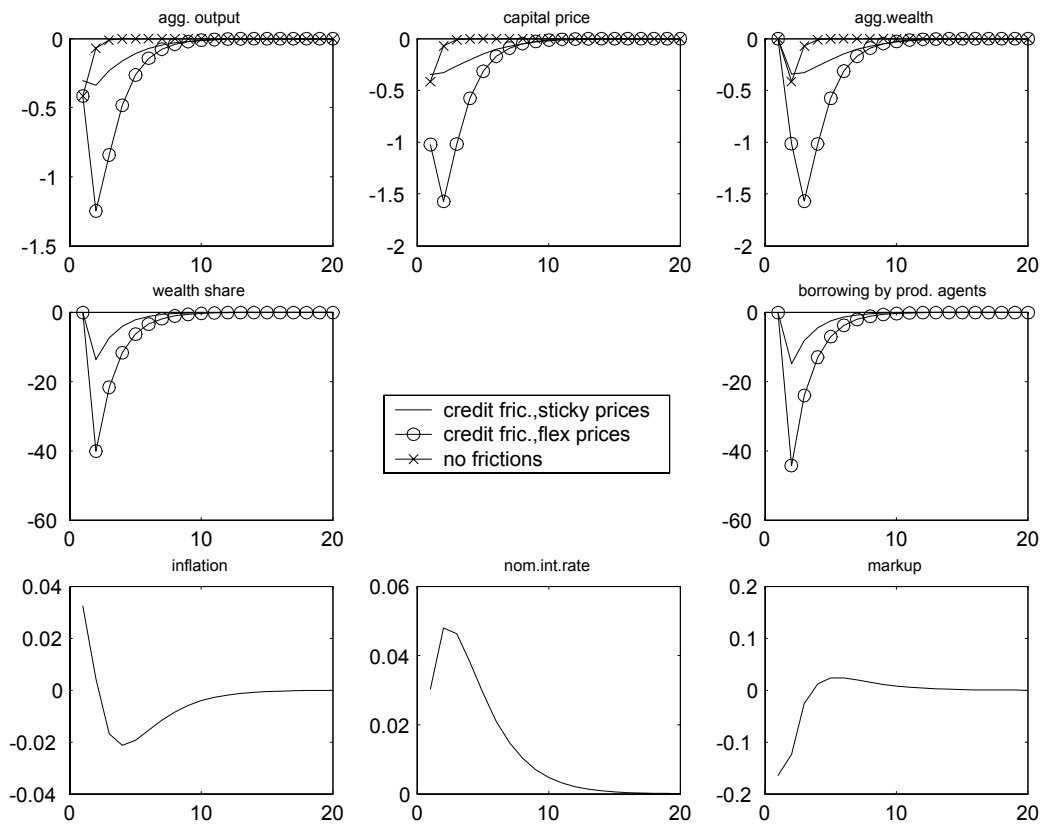 agg. output
0
-0.5
-1
-1.5
0 10 20
capital price
0
-0.5
-1
-1.5
-2
0 10 20
agg.wealth
0
-0.5
-1
-1.5
-2
0 10 20
wealth share
0
-20
-40
-60
0 10 20
credit fric.,sticky prices
credit fric.,flex prices
no frictions
borrowing by prod. agents
0
-20
-40
-60
0 10 20
inflation
0.04
0.02
0
-0.02
-0.04
0 10 20
nom.int.rate
0.06
0.04
0.02
0
0 10 20
markup
0.2
0.1
0
-0.1
-0.2
0 10 20